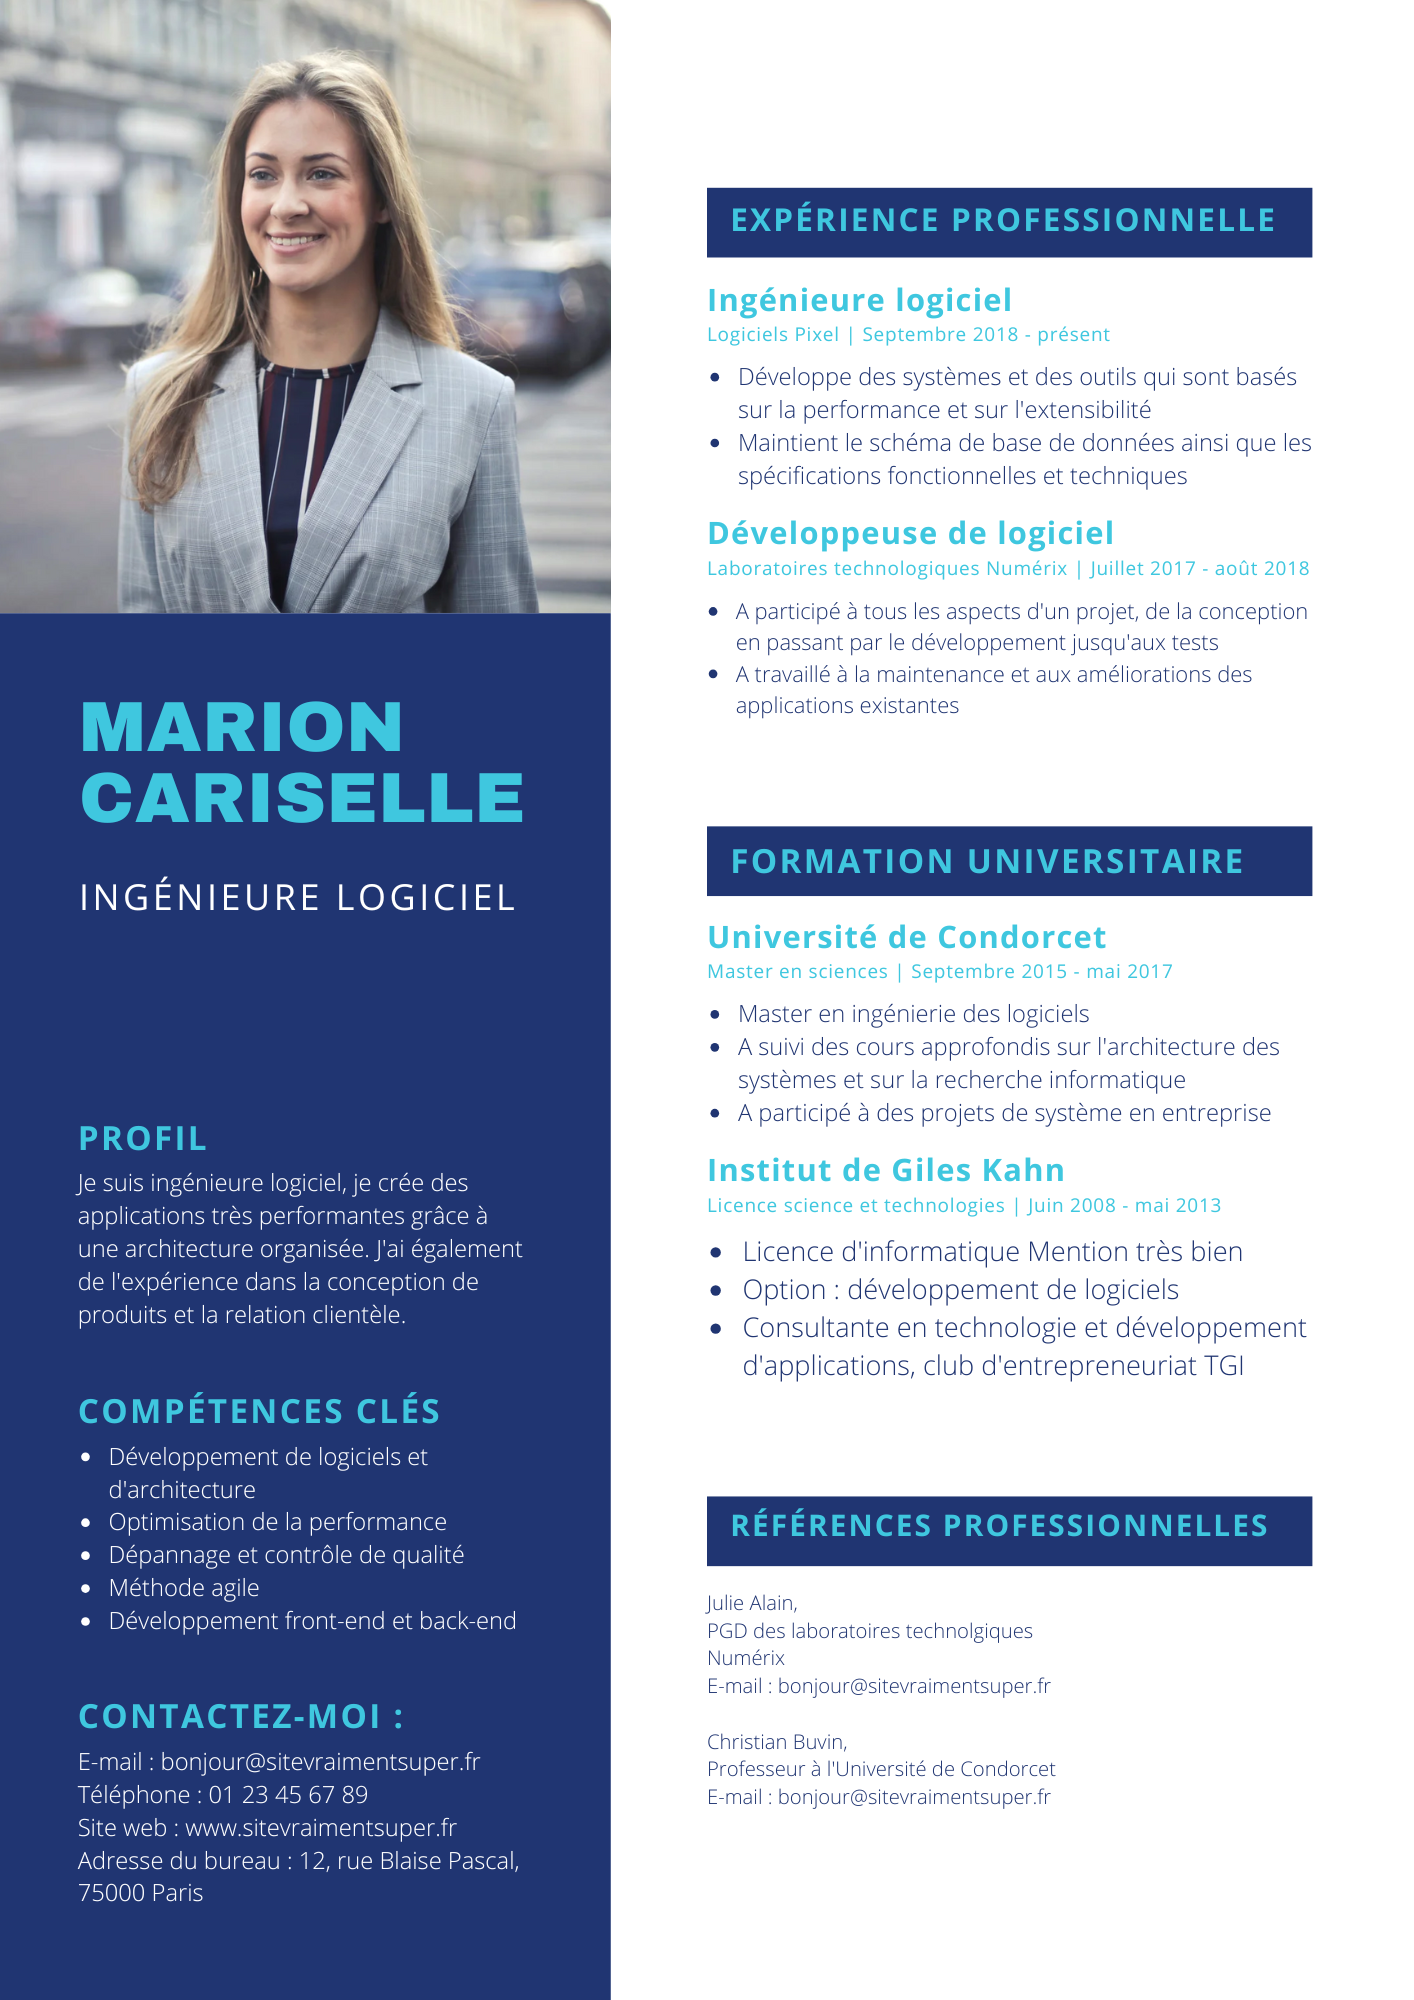 MARION
CARISELLE
INGÉNIEURE LOGICIEL
PROFIL
Je suis ingénieure logiciel, je crée des
applications très performantes grâce à
une architecture organisée. J'ai également
de l'expérience dans la conception de
produits et la relation clientèle.
COMPÉTENCES CLÉS
• Développement de logiciels et
d'architecture
• Optimisation de la performance
• Dépannage et contrôle de qualité
• Méthode agile
• Développement front-end et back-end
CONTACTEZ-MOI :
E-mail : bonjour@sitevraimentsuper.fr
Téléphone : 01 23 45 67 89
Site web : www.sitevraimentsuper.fr
Adresse du bureau : 12, rue Blaise Pascal,
75000 Paris
EXPÉRIENCE PROFESSIONNELLE
Ingénieure logiciel
Logiciels Pixel | Septembre 2018 - présent
• Développe des systèmes et des outils qui sont basés
sur la performance et sur l'extensibilité
• Maintient le schéma de base de données ainsi que les
spécifications fonctionnelles et techniques
Développeuse de logiciel
Laboratoires technologiques Numérix | Juillet 2017 - août 2018
• A participé à tous les aspects d'un projet, de la conception
en passant par le développement jusqu'aux tests
• A travaillé à la maintenance et aux améliorations des
applications existantes
FORMATION UNIVERSITAIRE
Université de Condorcet
Master en sciences | Septembre 2015 - mai 2017
• Master en ingénierie des logiciels
• A suivi des cours approfondis sur l'architecture des
systèmes et sur la recherche informatique
• A participé à des projets de système en entreprise
Institut de Giles Kahn
Licence science et technologies | Juin 2008 - mai 2013
• Licence d'informatique Mention très bien
• Option : développement de logiciels
• Consultante en technologie et développement
d'applications, club d'entrepreneuriat TGI
RÉFÉRENCES PROFESSIONNELLES
Julie Alain,
PGD des laboratoires technolgiques
Numérix
E-mail : bonjour@sitevraimentsuper.fr
Christian Buvin,
Professeur à l'Université de Condorcet
E-mail : bonjour@sitevraimentsuper.fr